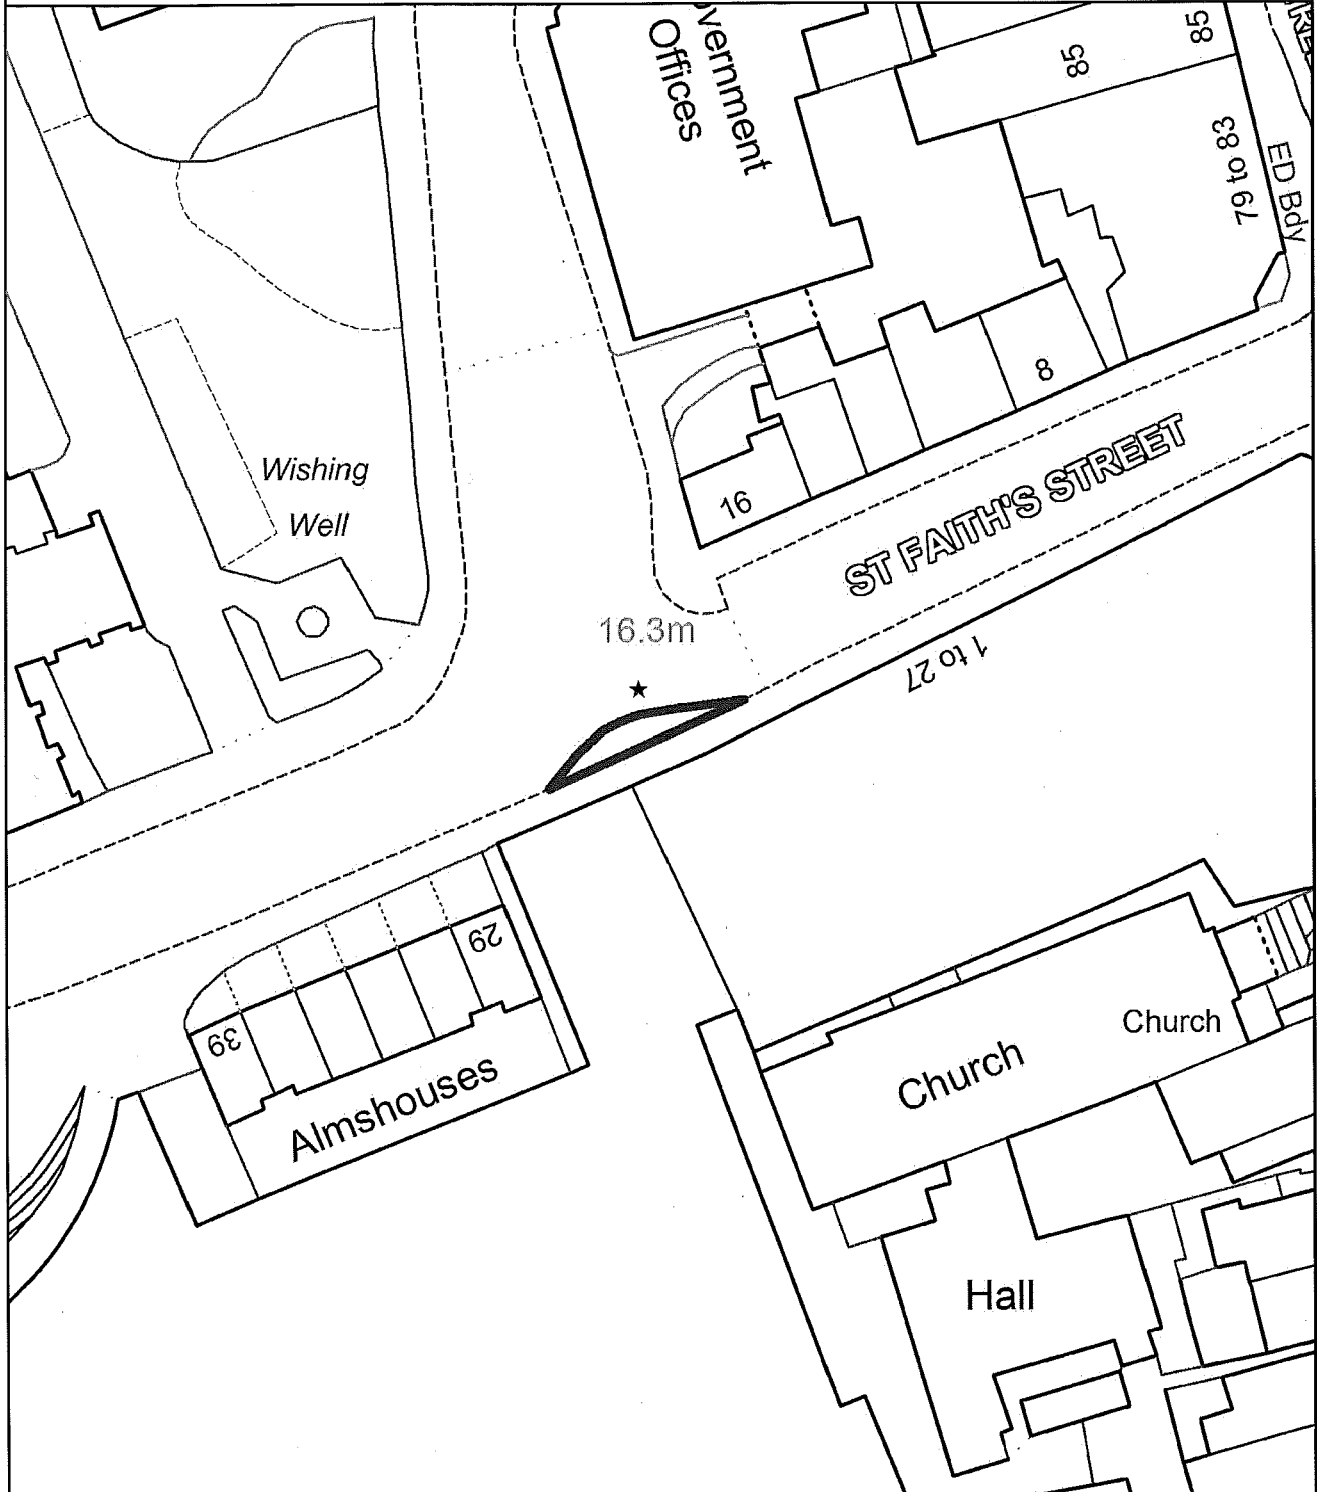 vernment
Offices
85
85
79 to 83
ED Bdy
8
16
ST FAITH'S STREET
Wishing
Well
16.3m
1 to 27
29
39
Almshouses
Church
Church
Hall